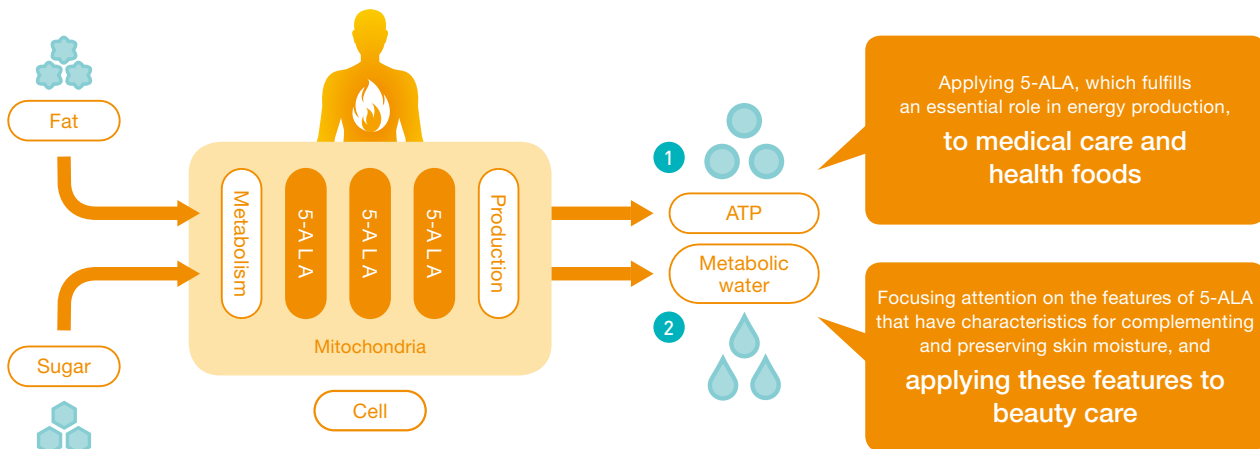 Fat
Sugar
Metabolism
5-ALA
5-ALA
5-ALA
Production
Mitochondria
Cell
1
ATP
Metabolic
water
2
Applying 5-ALA, which fulfills
an essential role in energy production,
to medical care and
health foods
Focusing attention on the features of 5-ALA
that have characteristics for complementing
and preserving skin moisture, and
applying these features to
beauty care